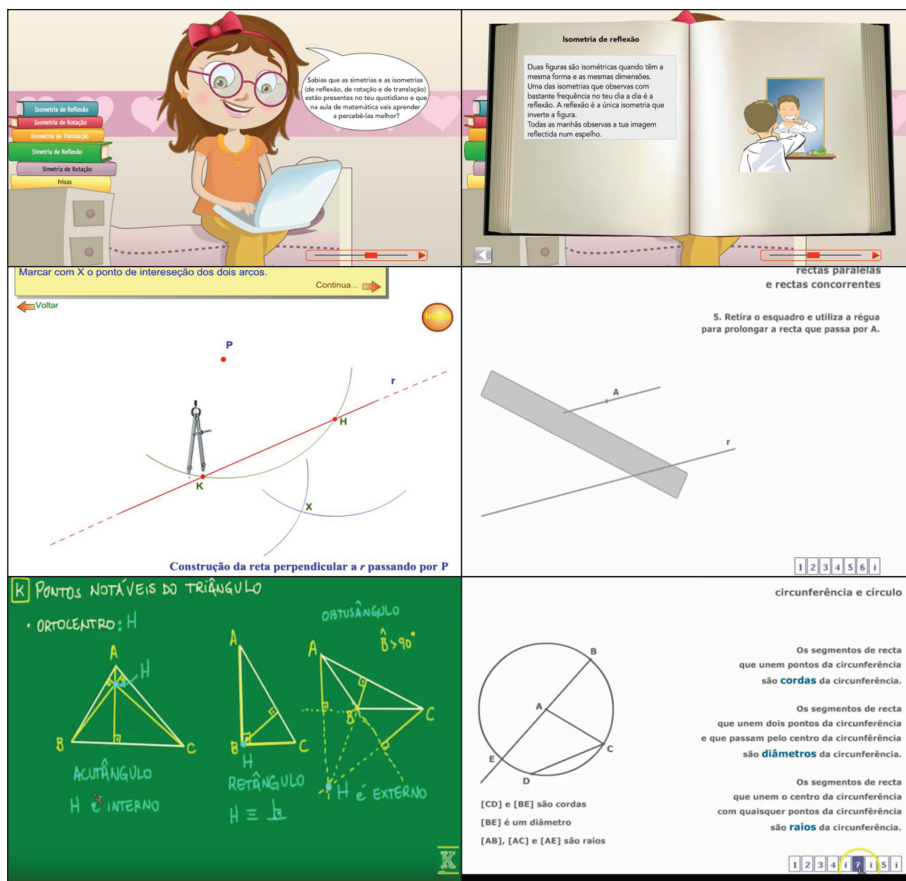 Sabias que as simetrias e as isometrias
(de reflexão, de rotação e de translação)
estão presentes no teu quotidiano e que
na aula de matemática vais aprender
a percebê-las melhor?
Isometria de Reflexão
Isometria de Rotação
Isometria de Translação
Simetria de Reflexão
Simetria de Rotação
Frisos
Isometria de reflexão
Duas figuras são isométricas quando têm a
mesma forma e as mesmas dimensões.
Uma das isometrias que observas com
bastante frequência no teu dia a dia é a
reflexão. A reflexão é a única isometria que
inverte a figura.
Todas as manhãs observas a tua imagem
reflectida num espelho.
Marcar com X o ponto de intereseção dos dois arcos.
Continua...
Voltar
P
r
H
K
X
Construção da reta perpendicular a r passando por P
rectas paralelas
e rectas concorrentes
5. Retira o esquadro e utiliza a régua
para prolongar a recta que passa por A.
A
r
1 2 3 4 5 6 i
K PONTOS NOTÁVEIS DO TRIÂNGULO
• ORTOCENTRO: H
A
H
B
C
ACUTÂNGULO
H é INTERNO
A
B
H
C
RETÂNGULO
H ≡ b
OBTUSÂNGULO
B̂>90°
A
B
C
H é EXTERNO
K
circunferência e círculo
B
A
C
E
D
[CD] e [BE] são cordas
[BE] é um diâmetro
[AB], [AC] e [AE] são raios
Os segmentos de recta
que unem pontos da circunferência
são cordas da circunferência.
Os segmentos de recta
que unem dois pontos da circunferência
e que passam pelo centro da circunferência
são diâmetros da circunferência.
Os segmentos de recta
que unem o centro da circunferência
com quaisquer pontos da circunferência
são raios da circunferência.
1 2 3 4 i ? i 5 i